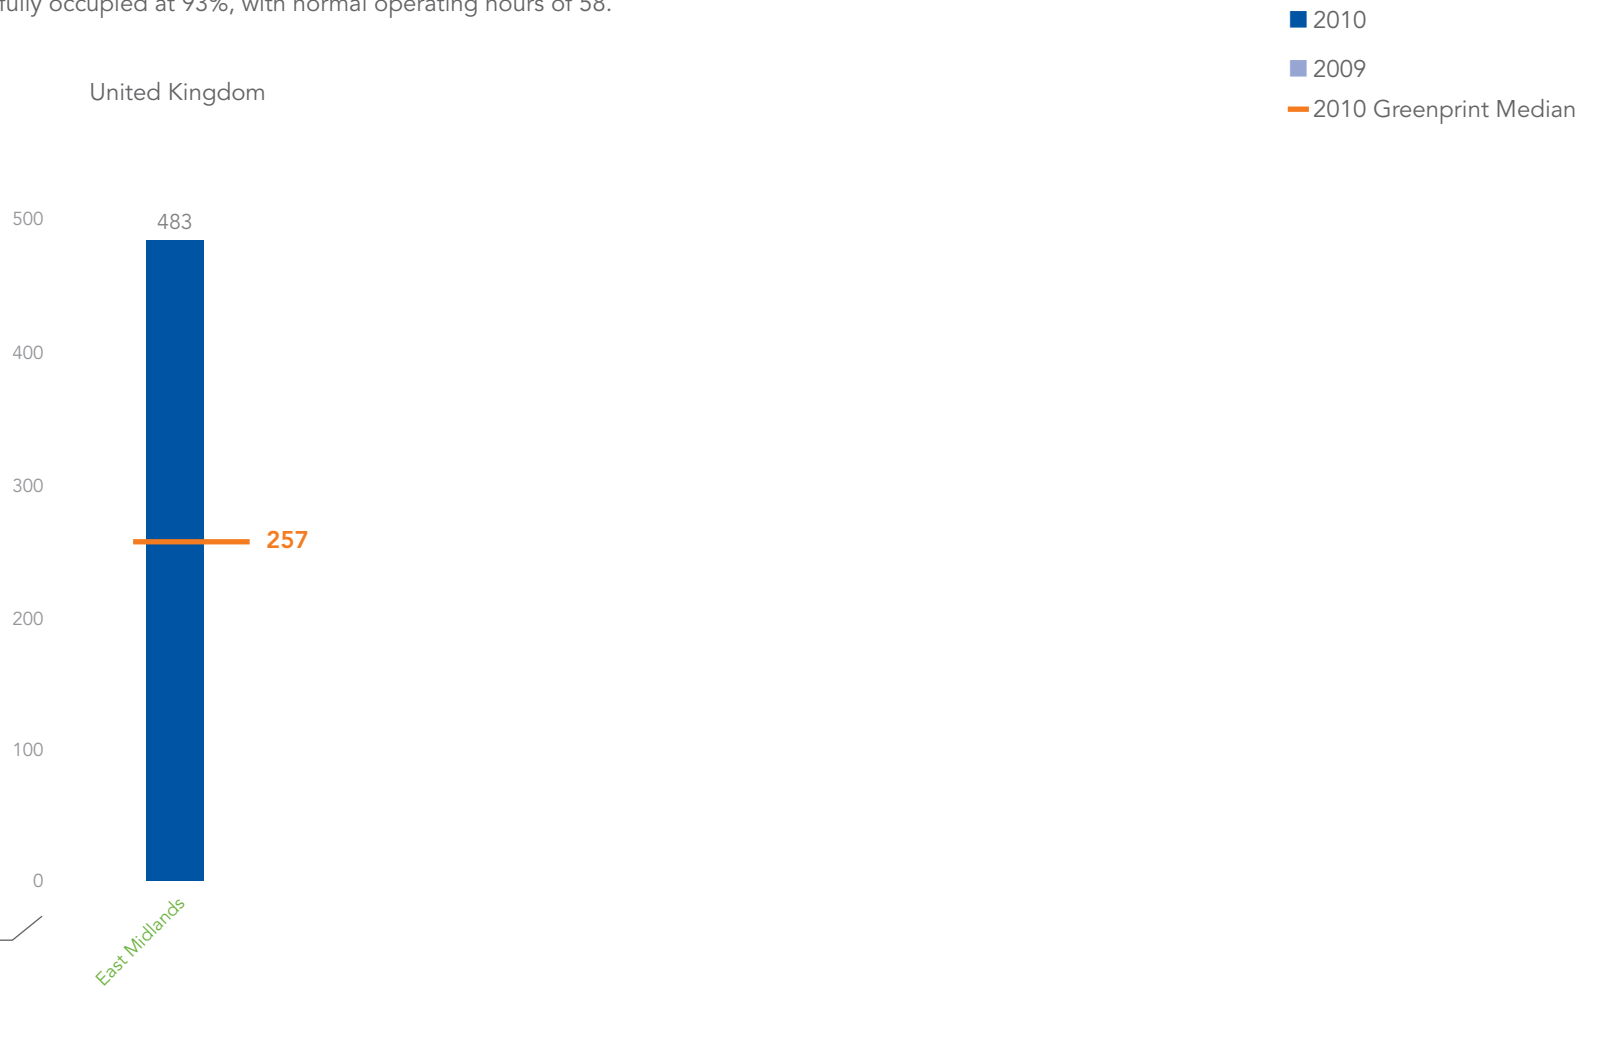 fully occupied at 93%, with normal operating hours of 58.
2010
2009
2010 Greenprint Median
United Kingdom
500
483
400
300
257
200
100
0
East Midlands